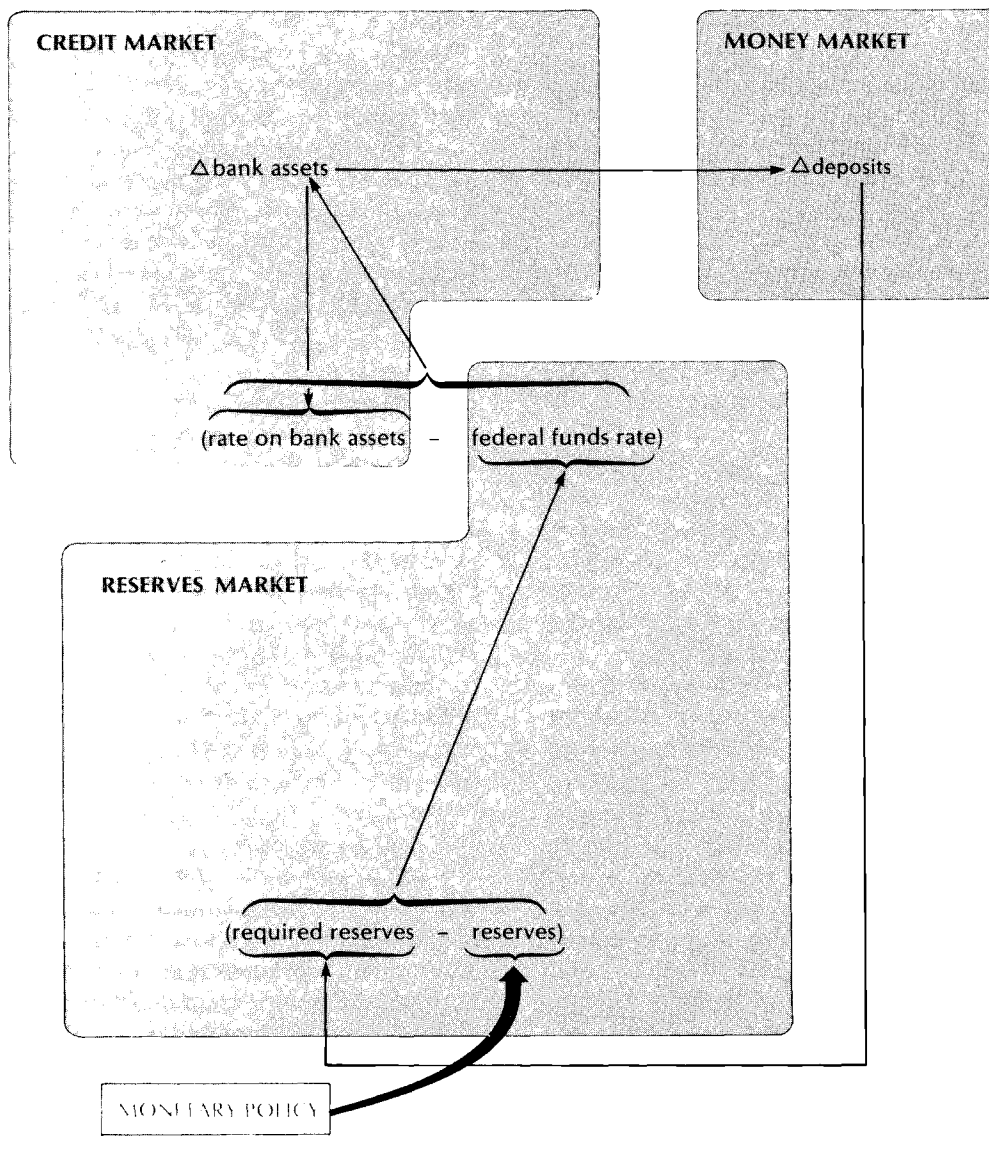 CREDIT MARKET
MONEY MARKET
△bank assets
△deposits
(rate on bank assets – federal funds rate)
RESERVES MARKET
(required reserves – reserves)
MONETARY POLICY